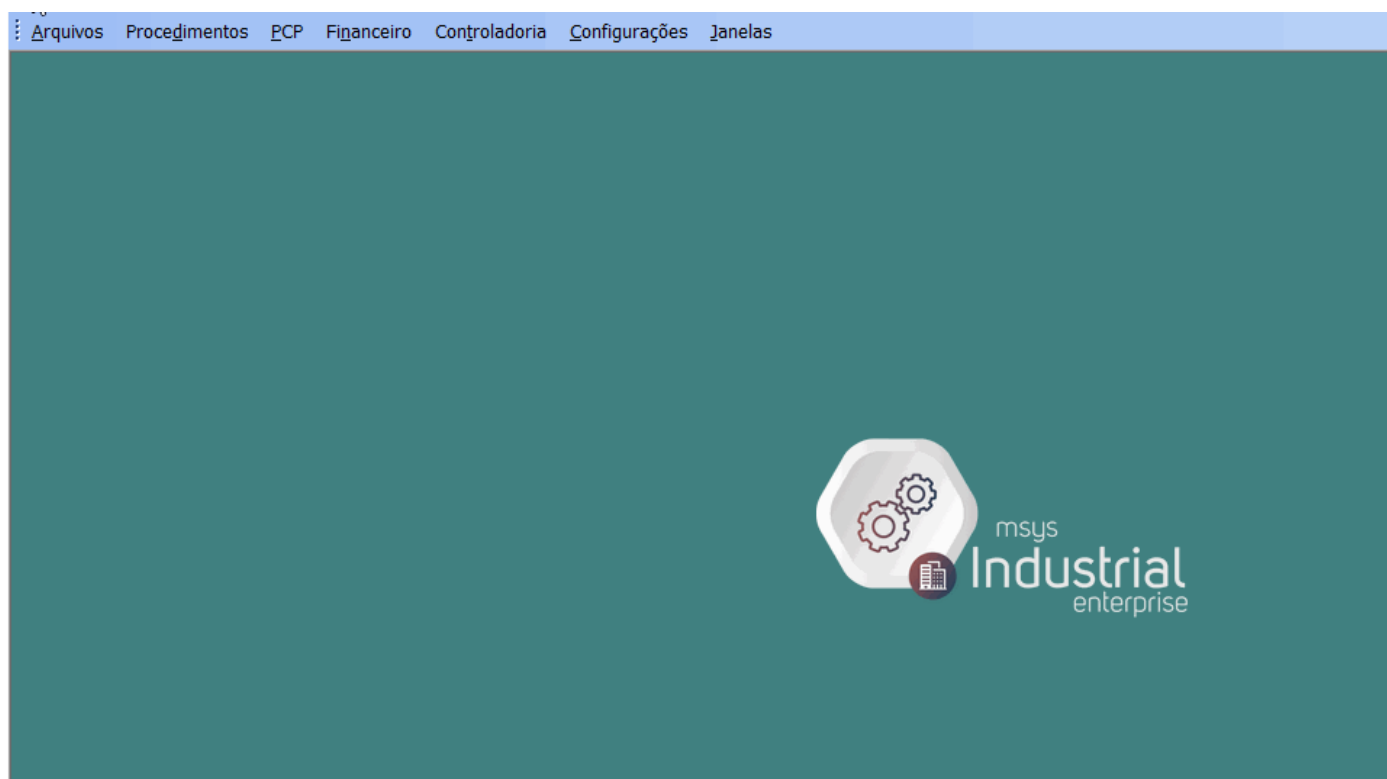 Arquivos Procedimentos PCP Financeiro Controladoria Configurações Janelas
msys
Industrial
enterprise